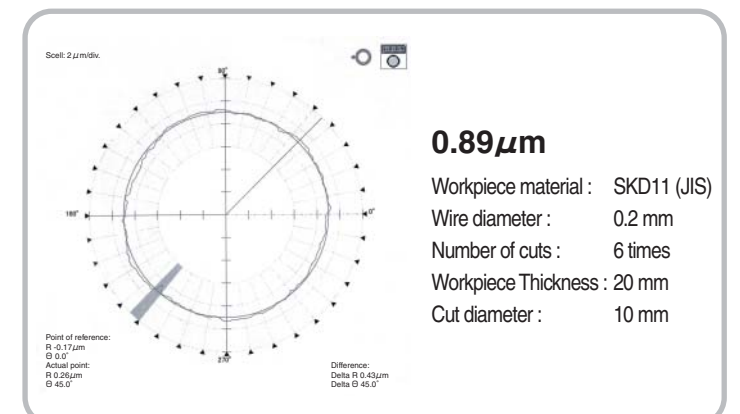 Scell: 2 μm/div.
90°
180°
0°
270°
Point of reference:
R -0.17μm
Θ 0.0°
Actual point:
R 0.26μm
Θ 45.0°
Difference:
Delta R 0.43μm
Delta Θ 45.0°
0.89μm
Workpiece material : SKD11 (JIS)
Wire diameter : 0.2 mm
Number of cuts : 6 times
Workpiece Thickness : 20 mm
Cut diameter : 10 mm